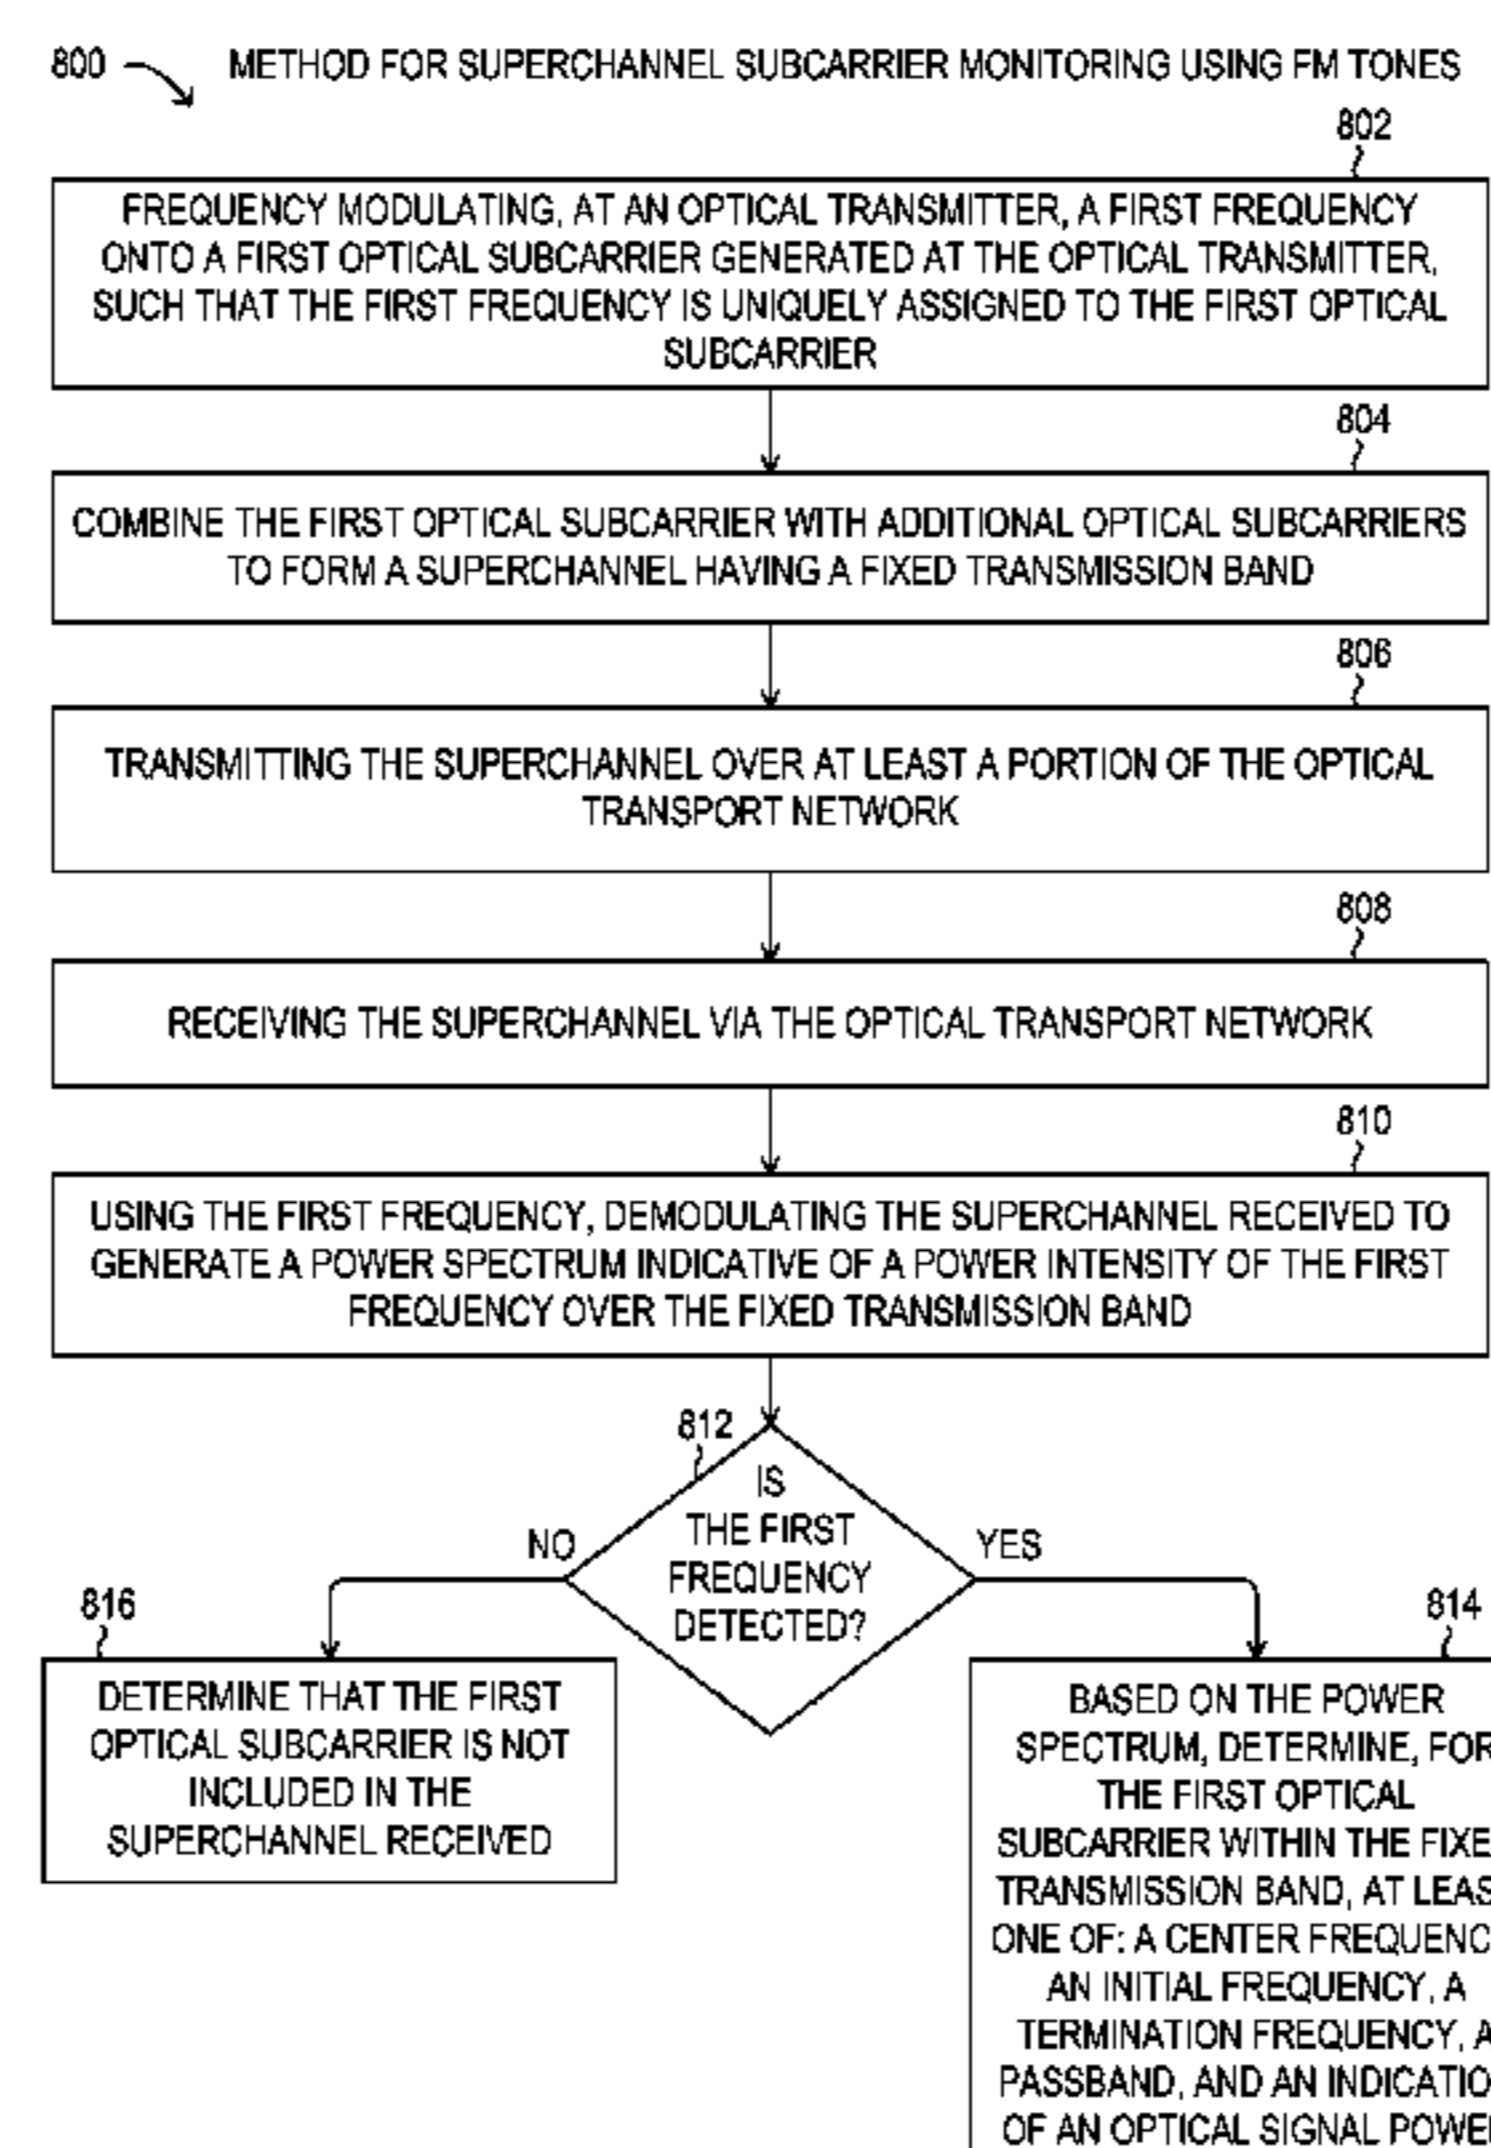 800
METHOD FOR SUPERCHANNEL SUBCARRIER MONITORING USING FM TONES
802
FREQUENCY MODULATING, AT AN OPTICAL TRANSMITTER, A FIRST FREQUENCY
ONTO A FIRST OPTICAL SUBCARRIER GENERATED AT THE OPTICAL TRANSMITTER,
SUCH THAT THE FIRST FREQUENCY IS UNIQUELY ASSIGNED TO THE FIRST OPTICAL
SUBCARRIER
804
COMBINE THE FIRST OPTICAL SUBCARRIER WITH ADDITIONAL OPTICAL SUBCARRIERS
TO FORM A SUPERCHANNEL HAVING A FIXED TRANSMISSION BAND
806
TRANSMITTING THE SUPERCHANNEL OVER AT LEAST A PORTION OF THE OPTICAL
TRANSPORT NETWORK
808
RECEIVING THE SUPERCHANNEL VIA THE OPTICAL TRANSPORT NETWORK
810
USING THE FIRST FREQUENCY, DEMODULATING THE SUPERCHANNEL RECEIVED TO
GENERATE A POWER SPECTRUM INDICATIVE OF A POWER INTENSITY OF THE FIRST
FREQUENCY OVER THE FIXED TRANSMISSION BAND
812
IS
THE FIRST
FREQUENCY
DETECTED?
NO
YES
816
DETERMINE THAT THE FIRST
OPTICAL SUBCARRIER IS NOT
INCLUDED IN THE
SUPERCHANNEL RECEIVED
814
BASED ON THE POWER
SPECTRUM, DETERMINE, FOR
THE FIRST OPTICAL
SUBCARRIER WITHIN THE FIXE
TRANSMISSION BAND, AT LEAS
ONE OF: A CENTER FREQUENC
AN INITIAL FREQUENCY, A
TERMINATION FREQUENCY, A
PASSBAND, AND AN INDICATIO
OF AN OPTICAL SIGNAL POWE